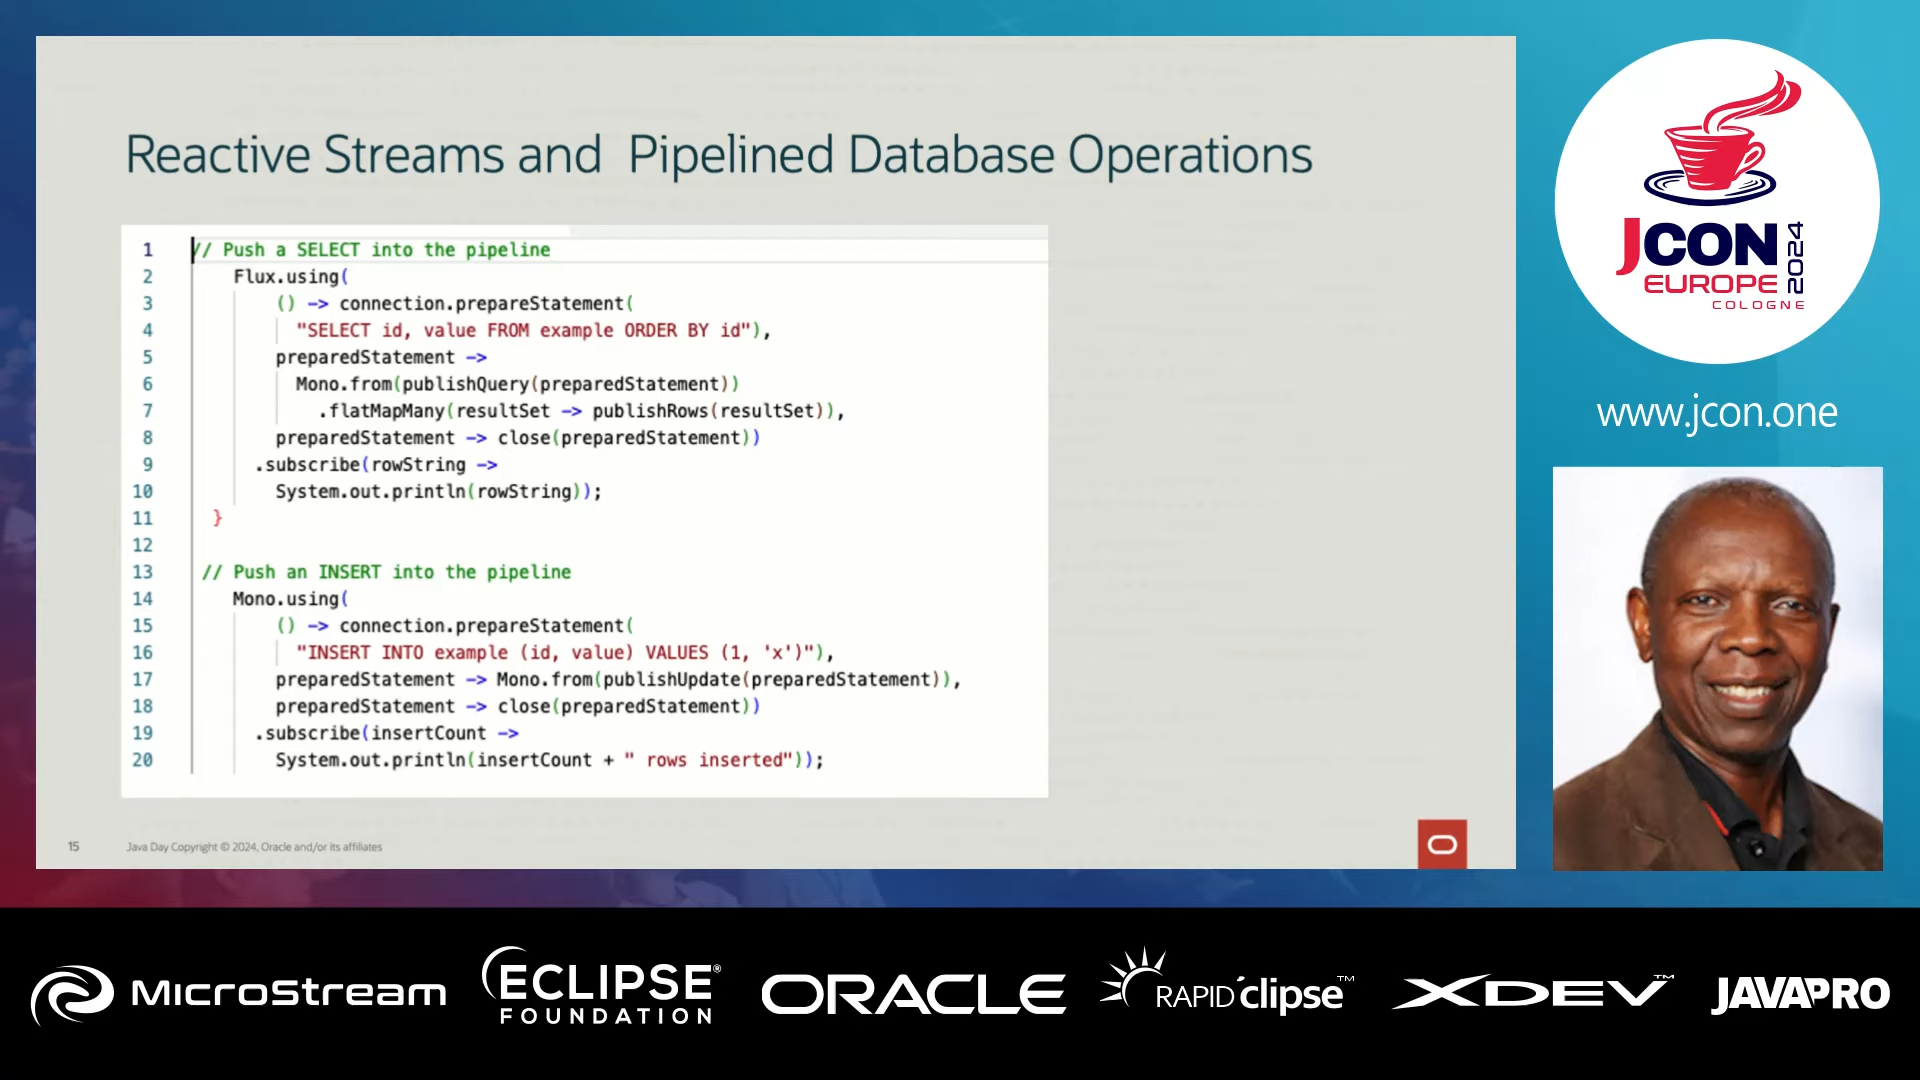 Reactive Streams and  Pipelined Database Operations
1 // Push a SELECT into the pipeline
2 Flux.using(
3 () -> connection.prepareStatement(
4 "SELECT id, value FROM example ORDER BY id"),
5 preparedStatement ->
6 Mono.from(publishQuery(preparedStatement))
7 .flatMapMany(resultSet -> publishRows(resultSet)),
8 preparedStatement -> close(preparedStatement))
9 .subscribe(rowString ->
10 System.out.println(rowString));
11 }
12
13 // Push an INSERT into the pipeline
14 Mono.using(
15 () -> connection.prepareStatement(
16 "INSERT INTO example (id, value) VALUES (1, 'x')"),
17 preparedStatement -> Mono.from(publishUpdate(preparedStatement)),
18 preparedStatement -> close(preparedStatement))
19 .subscribe(insertCount ->
20 System.out.println(insertCount + " rows inserted"));
15 Java Day Copyright © 2024, Oracle and/or its affiliates
JCON
EUROPE
COLOGNE
2024
www.jcon.one
MICROSTREAM
ECLIPSE®
FOUNDATION
ORACLE
RAPID'clipse™
XDEV™
JAVAPRO